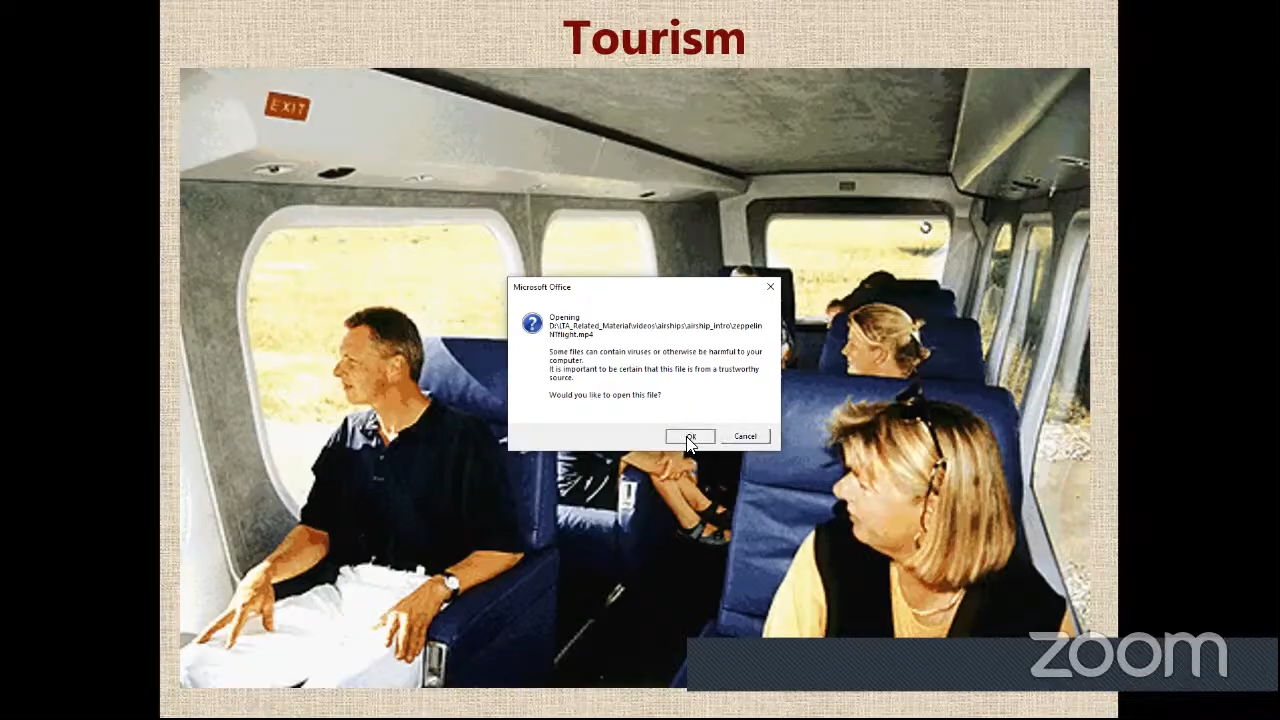 Tourism
EXIT
Microsoft Office
Opening
D:\LTA_Related_Material\videos\airships\airship_intro\zeppelin
NTflight.mp4
Some files can contain viruses or otherwise be harmful to your
computer.
It is important to be certain that this file is from a trustworthy
source.
Would you like to open this file?
OK
Cancel
zoom